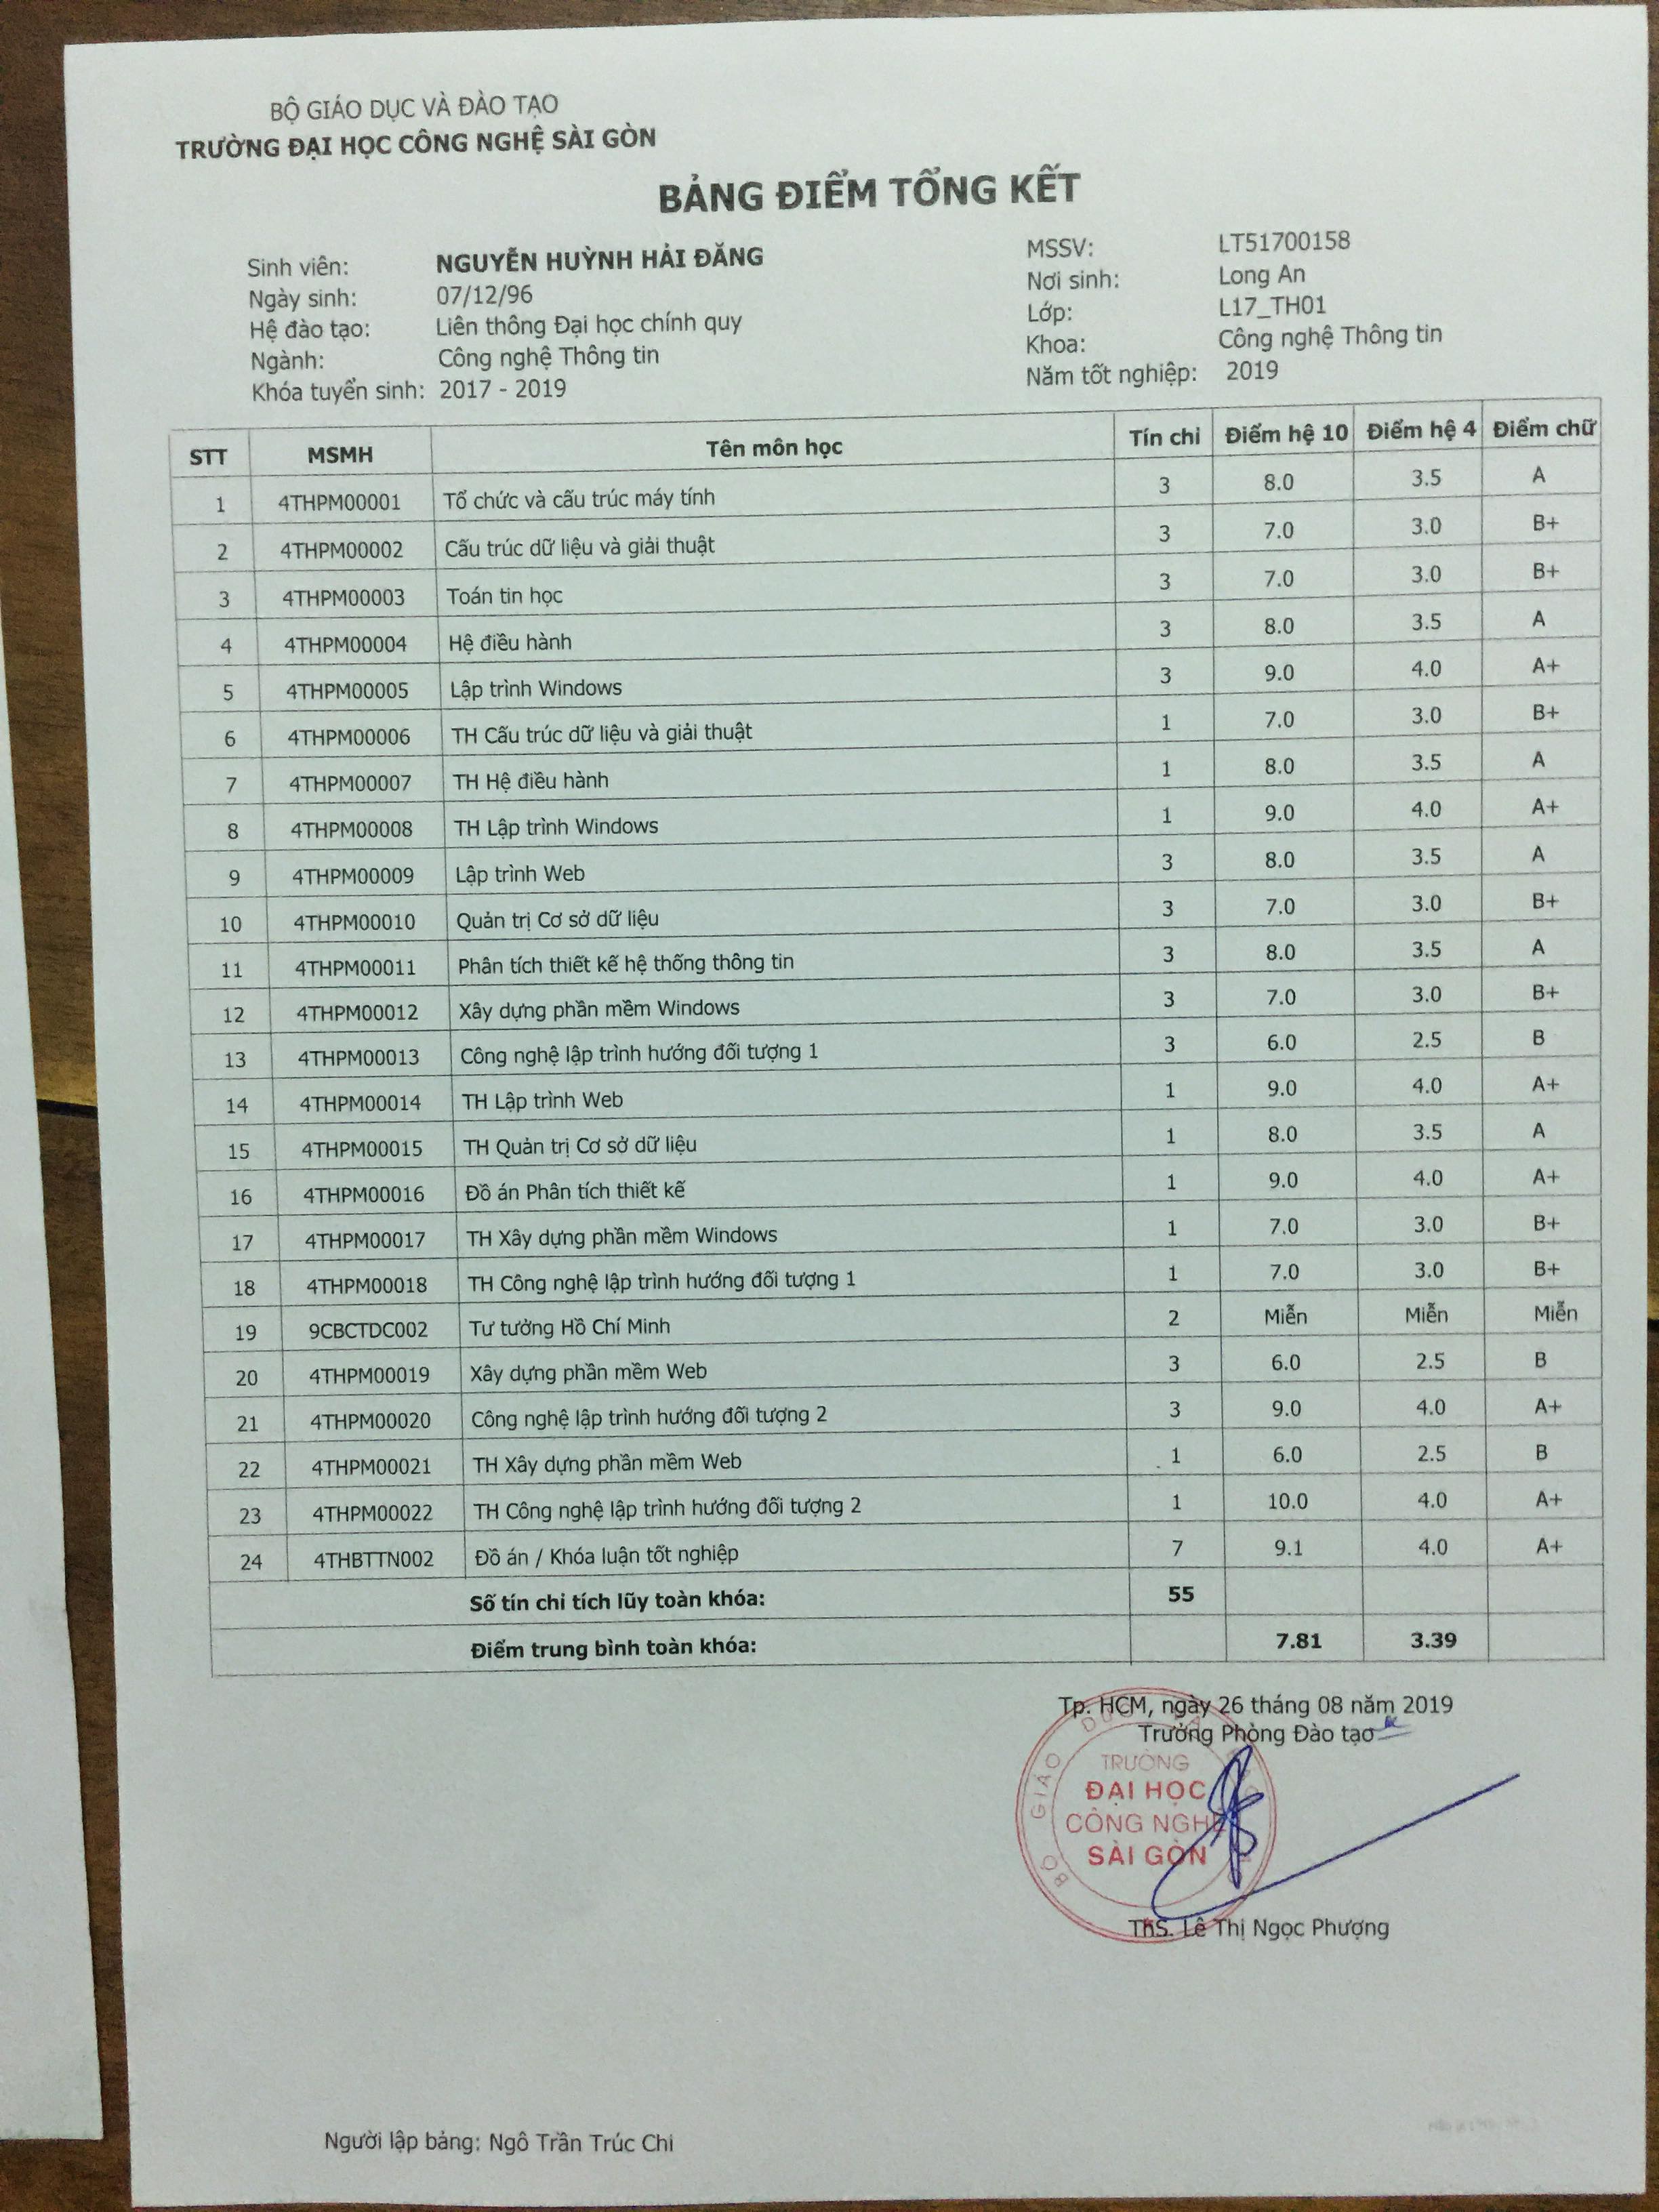 BỘ GIÁO DỤC VÀ ĐÀO TẠO
TRƯỜNG ĐẠI HỌC CÔNG NGHỆ SÀI GÒN
BẢNG ĐIỂM TỔNG KẾT
Sinh viên: NGUYỄN HUỲNH HẢI ĐĂNG MSSV: LT51700158
Ngày sinh: 07/12/96 Nơi sinh: Long An
Hệ đào tạo: Liên thông Đại học chính quy Lớp: L17_TH01
Ngành: Công nghệ Thông tin Khoa: Công nghệ Thông tin
Khóa tuyển sinh: 2017 - 2019 Năm tốt nghiệp: 2019
STT MSMH Tên môn học Tín chỉ Điểm hệ 10 Điểm hệ 4 Điểm chữ
1 4THPM00001 Tổ chức và cấu trúc máy tính 3 8.0 3.5 A
2 4THPM00002 Cấu trúc dữ liệu và giải thuật 3 7.0 3.0 B+
3 4THPM00003 Toán tin học 3 7.0 3.0 B+
4 4THPM00004 Hệ điều hành 3 8.0 3.5 A
5 4THPM00005 Lập trình Windows 3 9.0 4.0 A+
6 4THPM00006 TH Cấu trúc dữ liệu và giải thuật 1 7.0 3.0 B+
7 4THPM00007 TH Hệ điều hành 1 8.0 3.5 A
8 4THPM00008 TH Lập trình Windows 1 9.0 4.0 A+
9 4THPM00009 Lập trình Web 3 8.0 3.5 A
10 4THPM00010 Quản trị Cơ sở dữ liệu 3 7.0 3.0 B+
11 4THPM00011 Phân tích thiết kế hệ thống thông tin 3 8.0 3.5 A
12 4THPM00012 Xây dựng phần mềm Windows 3 7.0 3.0 B+
13 4THPM00013 Công nghệ lập trình hướng đối tượng 1 3 6.0 2.5 B
14 4THPM00014 TH Lập trình Web 1 9.0 4.0 A+
15 4THPM00015 TH Quản trị Cơ sở dữ liệu 1 8.0 3.5 A
16 4THPM00016 Đồ án Phân tích thiết kế 1 9.0 4.0 A+
17 4THPM00017 TH Xây dựng phần mềm Windows 1 7.0 3.0 B+
18 4THPM00018 TH Công nghệ lập trình hướng đối tượng 1 1 7.0 3.0 B+
19 9CBCTDC002 Tư tưởng Hồ Chí Minh 2 Miễn Miễn Miễn
20 4THPM00019 Xây dựng phần mềm Web 3 6.0 2.5 B
21 4THPM00020 Công nghệ lập trình hướng đối tượng 2 3 9.0 4.0 A+
22 4THPM00021 TH Xây dựng phần mềm Web 1 6.0 2.5 B
23 4THPM00022 TH Công nghệ lập trình hướng đối tượng 2 1 10.0 4.0 A+
24 4THBTTN002 Đồ án / Khóa luận tốt nghiệp 7 9.1 4.0 A+
Số tín chỉ tích lũy toàn khóa: 55
Điểm trung bình toàn khóa: 7.81 3.39
Tp. HCM, ngày 26 tháng 08 năm 2019
Trưởng Phòng Đào tạo
BỘ GIÁO DỤC
TRƯỜNG
ĐẠI HỌC
CÔNG NGHỆ
SÀI GÒN
ThS. Lê Thị Ngọc Phượng
Người lập bảng: Ngô Trần Trúc Chi